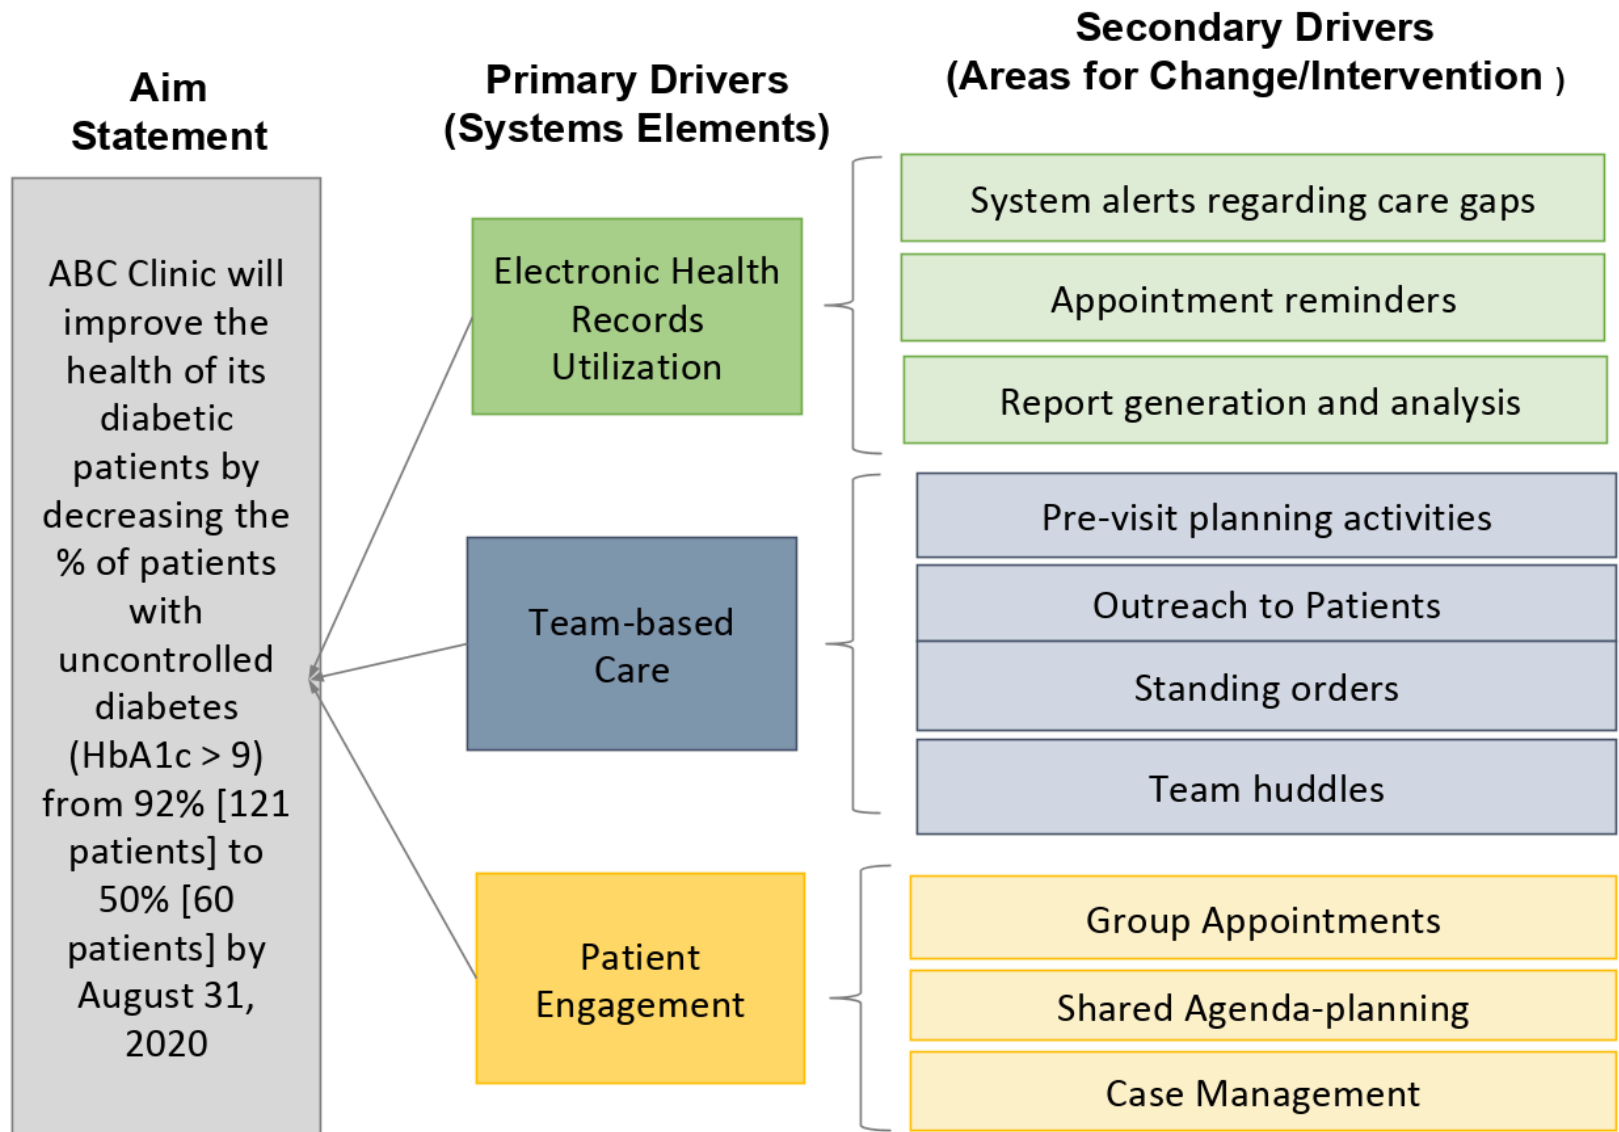 Aim
Statement
ABC Clinic will
improve the
health of its
diabetic
patients by
decreasing the
% of patients
with
uncontrolled
diabetes
(HbA1c > 9)
from 92% [121
patients] to
50% [60
patients] by
August 31,
2020
Primary Drivers
(Systems Elements)
Electronic Health
Records
Utilization
Team-based
Care
Patient
Engagement
Secondary Drivers
(Areas for Change/Intervention )
System alerts regarding care gaps
Appointment reminders
Report generation and analysis
Pre-visit planning activities
Outreach to Patients
Standing orders
Team huddles
Group Appointments
Shared Agenda-planning
Case Management